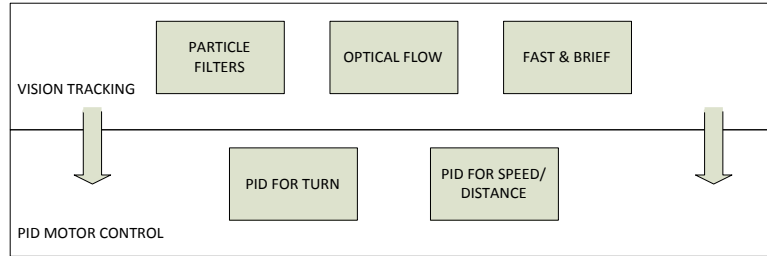 PARTICLE
FILTERS
OPTICAL FLOW
FAST & BRIEF
VISION TRACKING
PID FOR TURN
PID FOR SPEED/
DISTANCE
PID MOTOR CONTROL